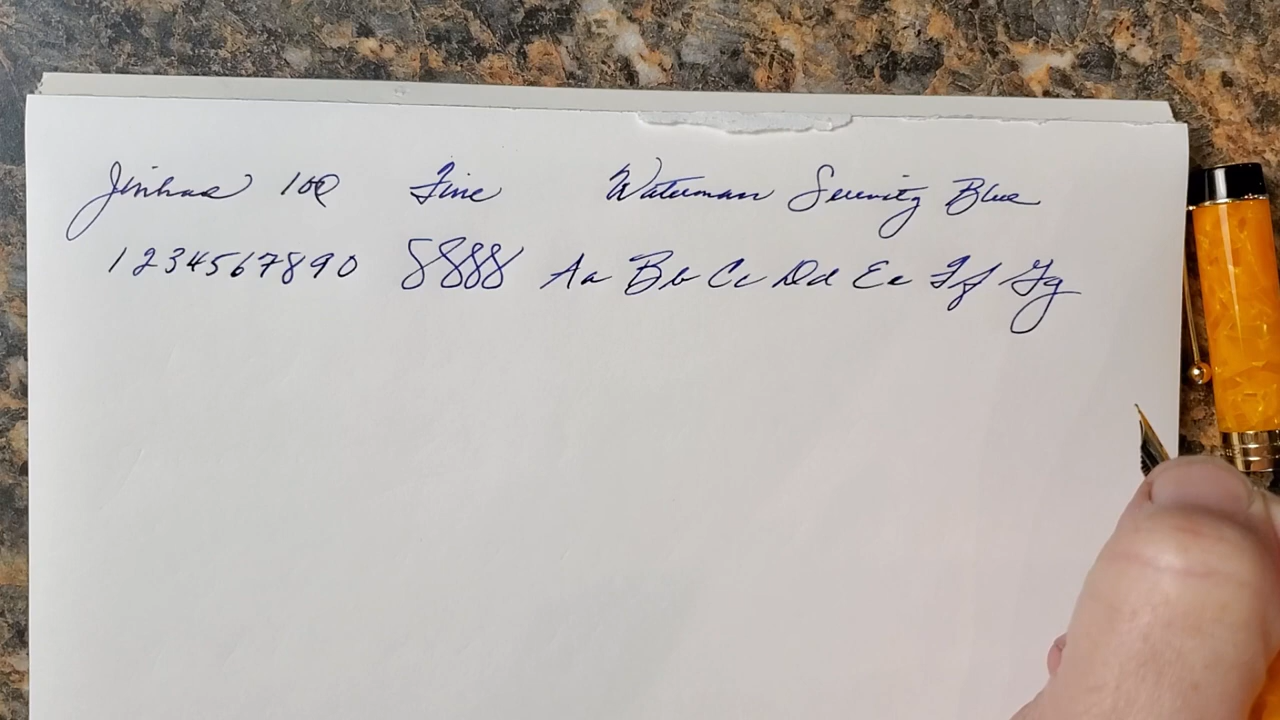 Jinhao 100 Fine Waterman Serenity Blue
1234567890 8888 Aa Bb Cc Dd Ee Ff Gg